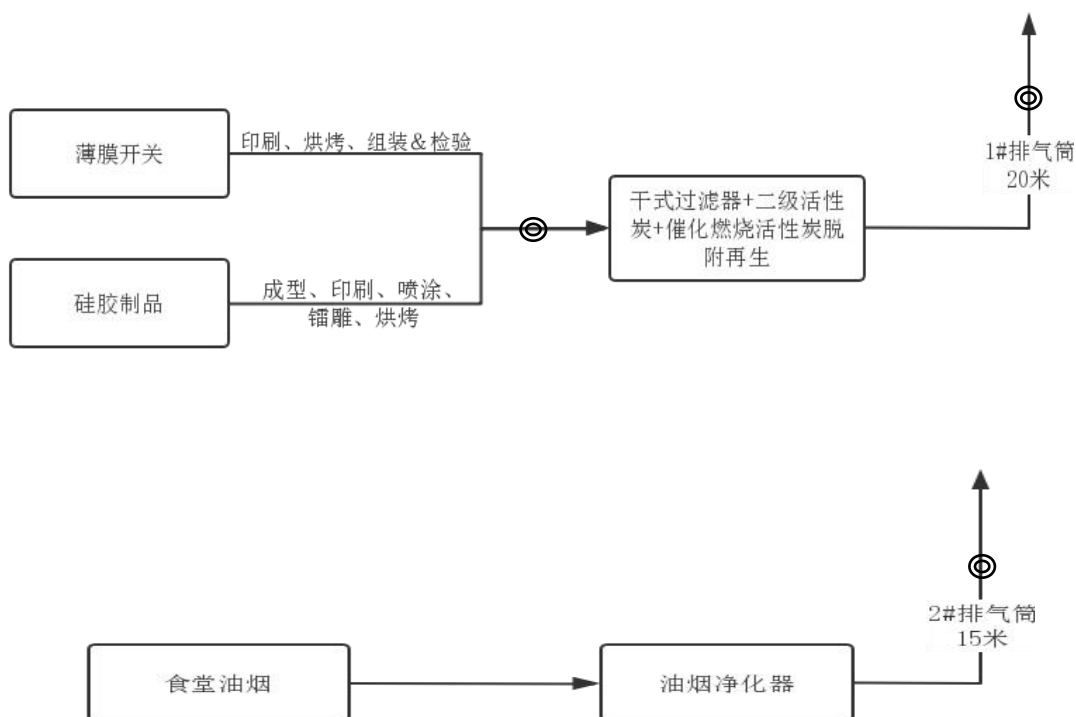 薄膜开关
印刷、烘烤、组装&检验
1#排气筒
20米
干式过滤器+二级活性
炭+催化燃烧活性炭脱
附再生
硅胶制品
成型、印刷、喷涂、
镭雕、烘烤
2#排气筒
15米
食堂油烟
油烟净化器